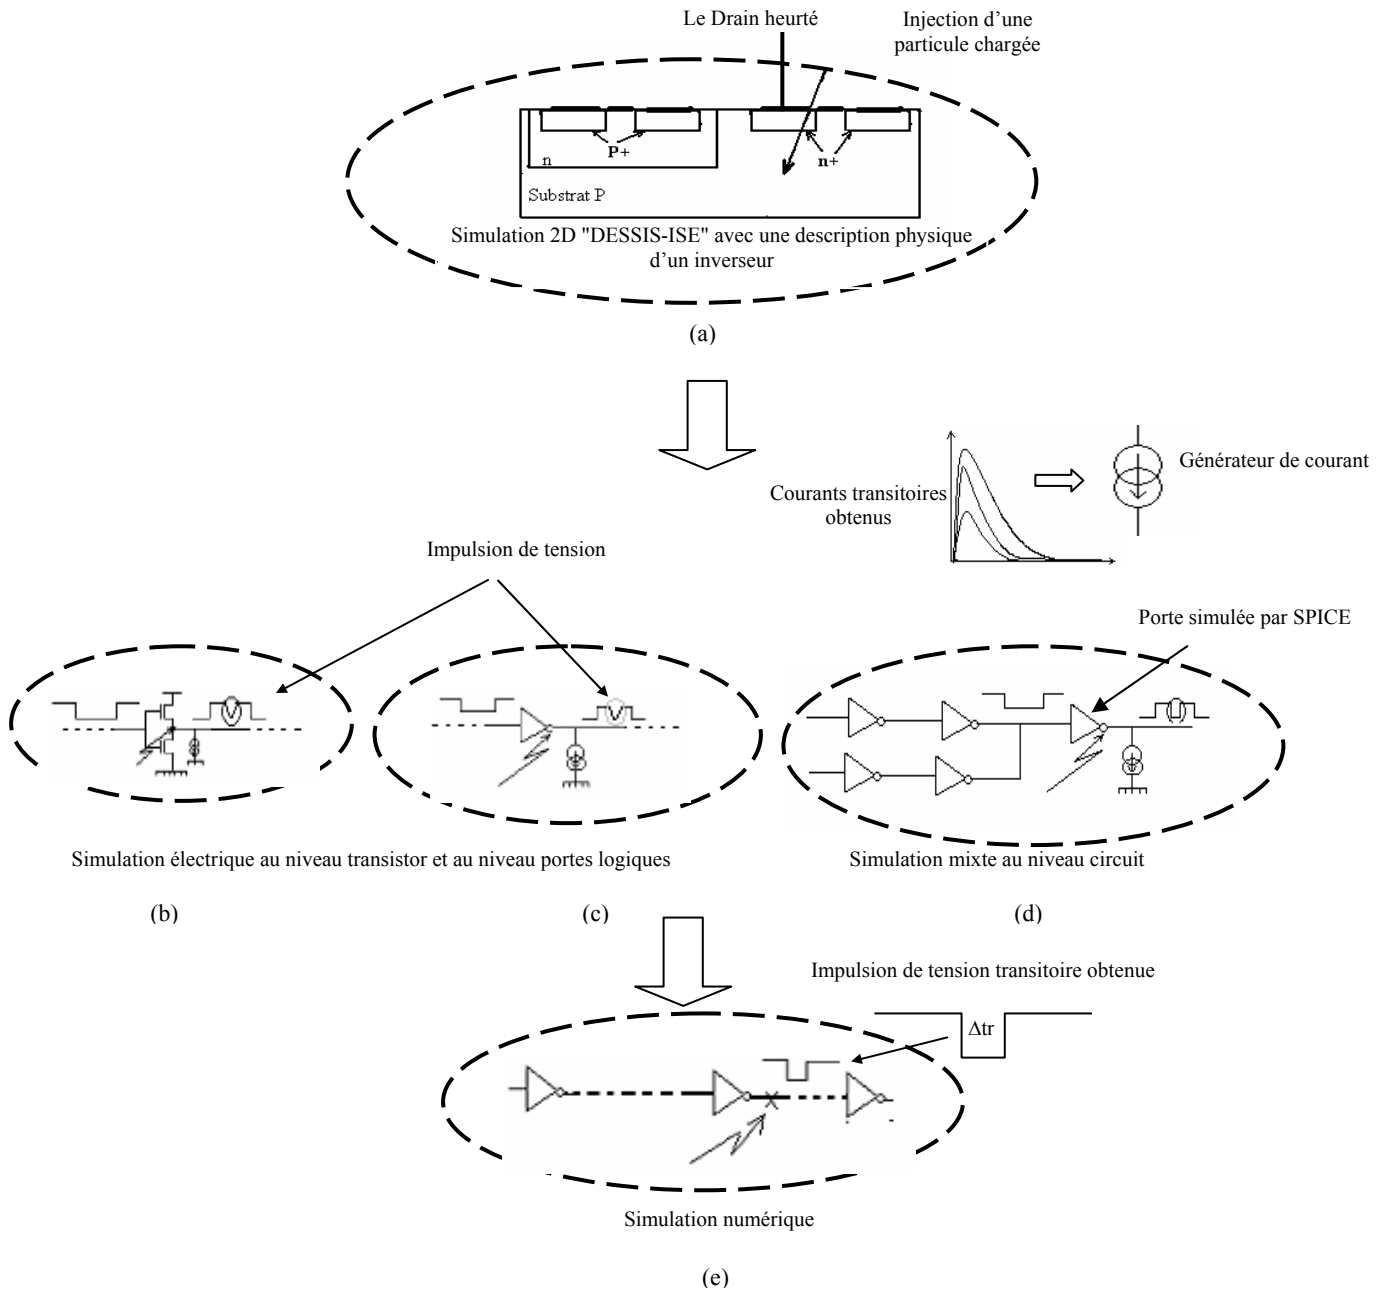 Le Drain heurté
Injection d’une
particule chargée
P+
n+
n
Substrat P
Simulation 2D "DESSIS-ISE" avec une description physique
d’un inverseur
(a)
Courants transitoires
obtenus
Générateur de courant
Impulsion de tension
Porte simulée par SPICE
Simulation électrique au niveau transistor et au niveau portes logiques
Simulation mixte au niveau circuit
(b)
(c)
(d)
Impulsion de tension transitoire obtenue
Δtr
Simulation numérique
(e)